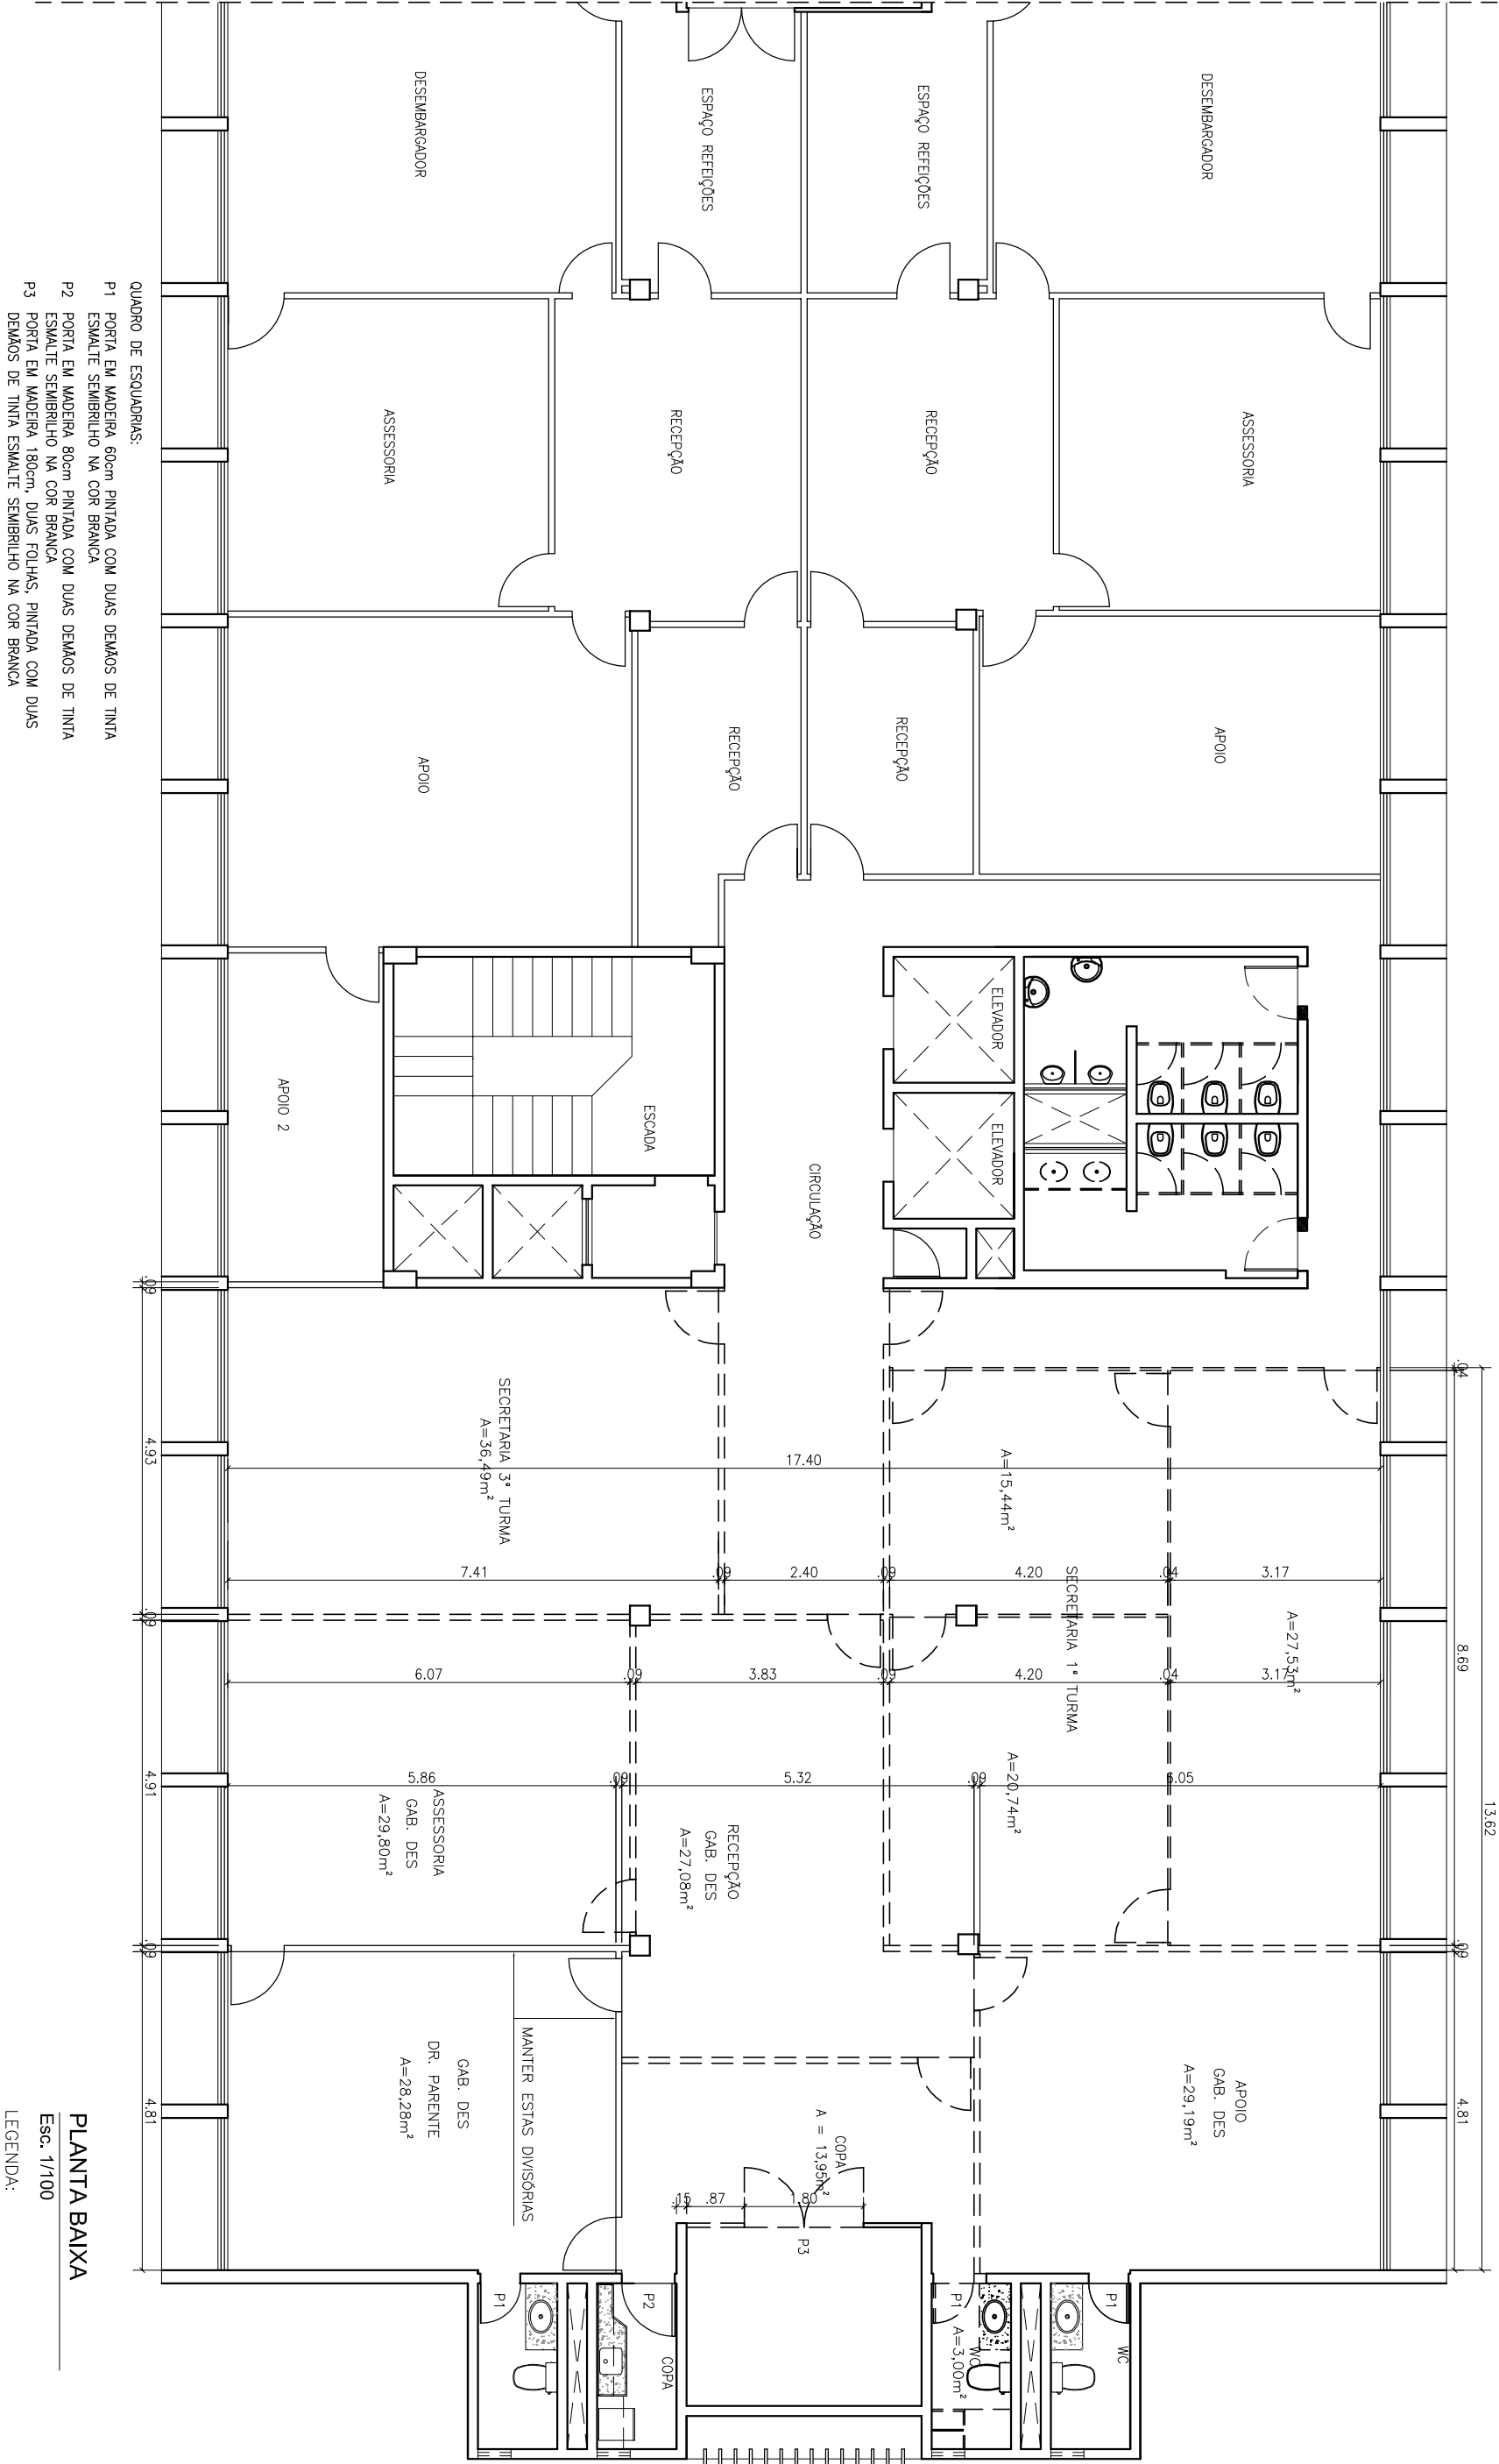 DESEMBARGADOR
ESPAÇO REFEIÇÕES
ESPAÇO REFEIÇÕES
DESEMBARGADOR
ASSESSORIA
RECEPÇÃO
RECEPÇÃO
ASSESSORIA
APOIO
RECEPÇÃO
RECEPÇÃO
APOIO
QUADRO DE ESQUADRIAS:
P1 PORTA EM MADEIRA 60cm PINTADA COM DUAS DEMÃOS DE TINTA
ESMALTE SEMIBRILHO NA COR BRANCA
P2 PORTA EM MADEIRA 80cm PINTADA COM DUAS DEMÃOS DE TINTA
ESMALTE SEMIBRILHO NA COR BRANCA
P3 PORTA EM MADEIRA 180cm, DUAS FOLHAS, PINTADA COM DUAS
DEMÃOS DE TINTA ESMALTE SEMIBRILHO NA COR BRANCA
ELEVADOR
ELEVADOR
ESCADA
APOIO 2
CIRCULAÇÃO
.09
4.93
.09
4.91
.09
4.81
.04
8.69
.09
4.81
13.62
SECRETARIA 3ª TURMA
A=36,49m²
17.40
A=15,44m²
7.41
.09
2.40
.09
4.20
.04
3.17
SECRETARIA 1ª TURMA
A=27,53m²
6.07
.09
3.83
.09
4.20
.04
3.17
A=20,74m²
5.86
.09
5.32
.09
6.05
ASSESSORIA
GAB. DES
A=29,80m²
RECEPÇÃO
GAB. DES
A=27,08m²
MANTER ESTAS DIVISÓRIAS
GAB. DES
DR. PARENTE
A=28,28m²
APOIO
GAB. DES
A=29,19m²
COPA
A = 13,95m²
.15
.87
1.80
P3
P1
P2
COPA
P1
WC
A=3,00m²
P1
WC
PLANTA BAIXA
Esc. 1/100
LEGENDA: